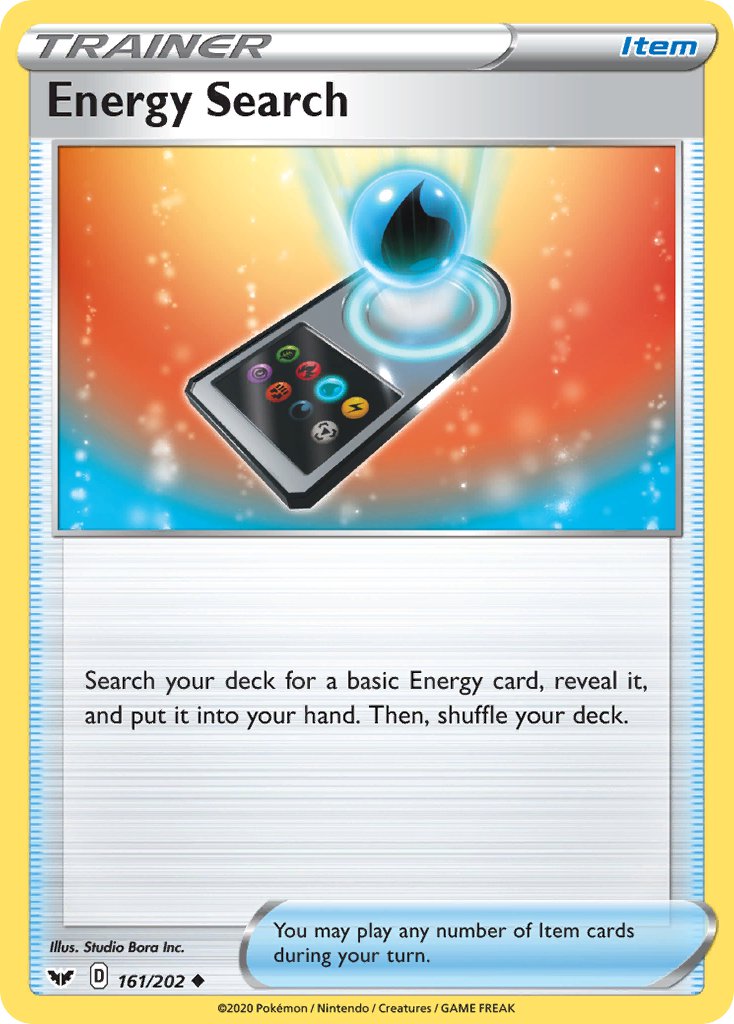 TRAINER
Item
Energy Search
Search your deck for a basic Energy card, reveal it,
and put it into your hand. Then, shuffle your deck.
Illus. Studio Bora Inc.
You may play any number of Item cards
during your turn.
D
161/202
©2020 Pokémon / Nintendo / Creatures / GAME FREAK